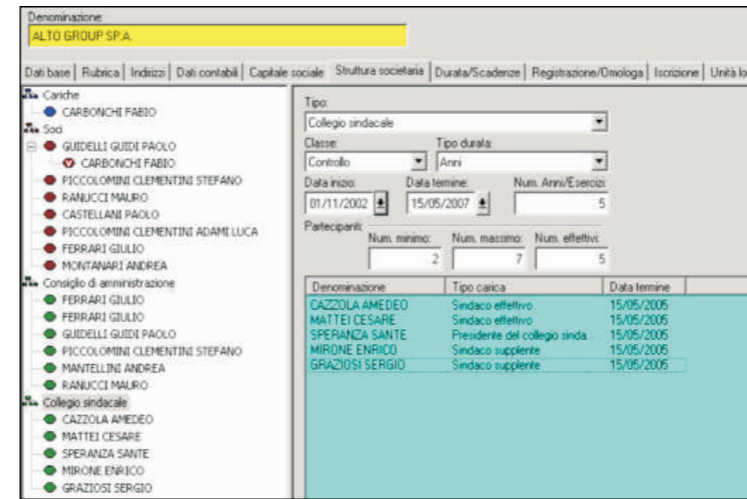 Denominazione:
ALTO GROUP SP.A.
Dati base Rubrica Indirizzi Dati contabili Capitale sociale Struttura societaria Durata/Scadenze Registrazione/Omologa Iscrizione Unità lo
Cariche
CARBONCHI FABIO
Soci
GUIDELLI GUIDI PAOLO
CARBONCHI FABIO
PICCOLOMINI CLEMENTINI STEFANO
RANUCCI MAURO
CASTELLANI PAOLO
PICCOLOMINI CLEMENTINI ADAMI LUCA
FERRARI GIULIO
MONTANARI ANDREA
Consiglio di amministrazione
FERRARI GIULIO
FERRARI GIULIO
GUIDELLI GUIDI PAOLO
PICCOLOMINI CLEMENTINI STEFANO
MANTELLINI ANDREA
RANUCCI MAURO
Collegio sindacale
CAZZOLA AMEDEO
MATTEI CESARE
SPERANZA SANTE
MIRONE ENRICO
GRAZIOSI SERGIO
Tipo:
Collegio sindacale
Classe: Tipo durata:
Controllo Anni
Data inizio: Data termine: Num. Anni/Esercizi:
01/11/2002 15/05/2007 5
Partecipanti:
Num. minimo: Num. massimo: Num. effettivi:
2 7 5
Denominazione Tipo carica Data termine
CAZZOLA AMEDEO Sindaco effettivo 15/05/2005
MATTEI CESARE Sindaco effettivo 15/05/2005
SPERANZA SANTE Presidente del collegio sinda... 15/05/2005
MIRONE ENRICO Sindaco supplente 15/05/2005
GRAZIOSI SERGIO Sindaco supplente 15/05/2005